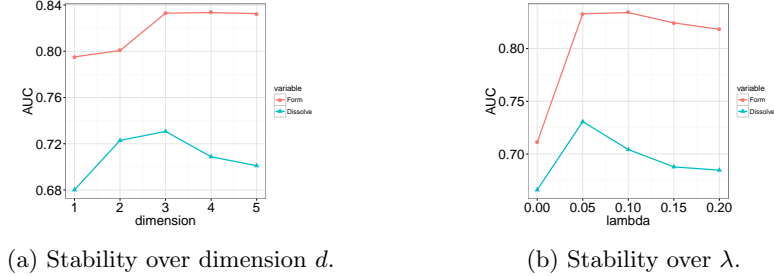 0.84
0.80
0.76
0.72
0.68
AUC
1 2 3 4 5
dimension
variable
Form
Dissolve
(a) Stability over dimension d.
0.80
0.75
0.70
AUC
0.00 0.05 0.10 0.15 0.20
lambda
variable
Form
Dissolve
(b) Stability over λ.